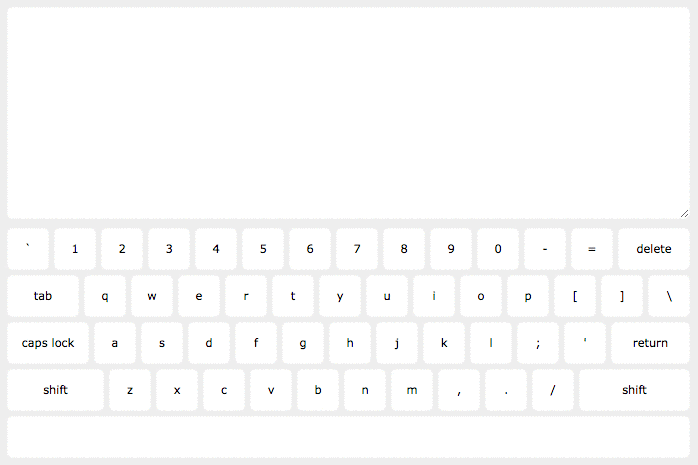 ` 1 2 3 4 5 6 7 8 9 0 - = delete
tab q w e r t y u i o p [ ] \
caps lock a s d f g h j k l ; ' return
shift z x c v b n m , . / shift